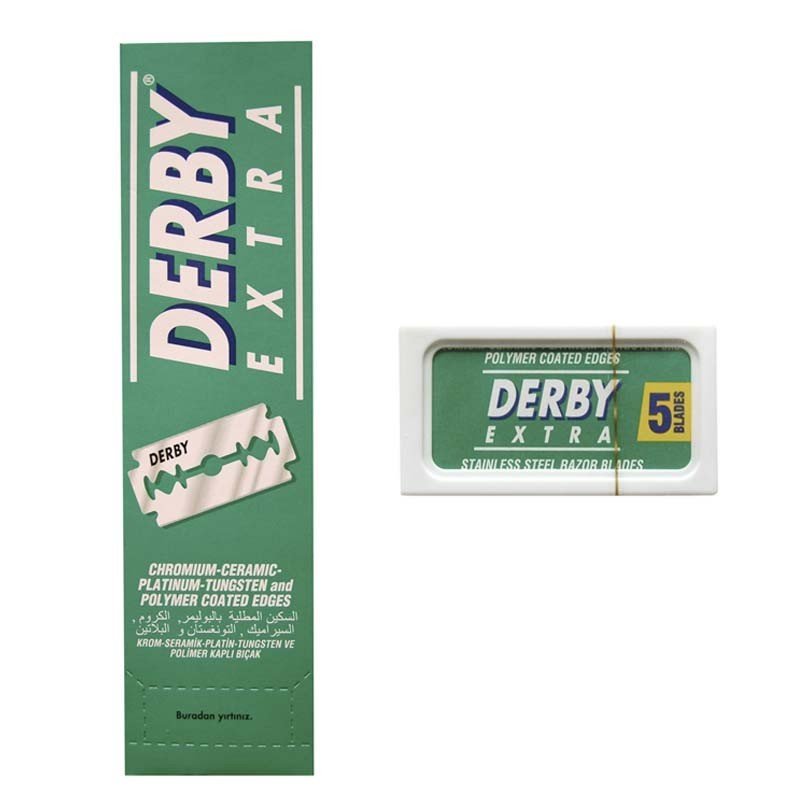 DERBY®
EXTRA
DERBY
CHROMIUM-CERAMIC-
PLATINUM-TUNGSTEN and
POLYMER COATED EDGES
السكين المطلية بالبوليمر, الكروم,
السيراميك, التونغستان و البلاتين
KROM-SERAMİK-PLATİN-TUNGSTEN VE
POLİMER KAPLI BIÇAK
Buradan yırtınız.
POLYMER COATED EDGES
DERBY
EXTRA
5
BLADES
STAINLESS STEEL RAZOR BLADES